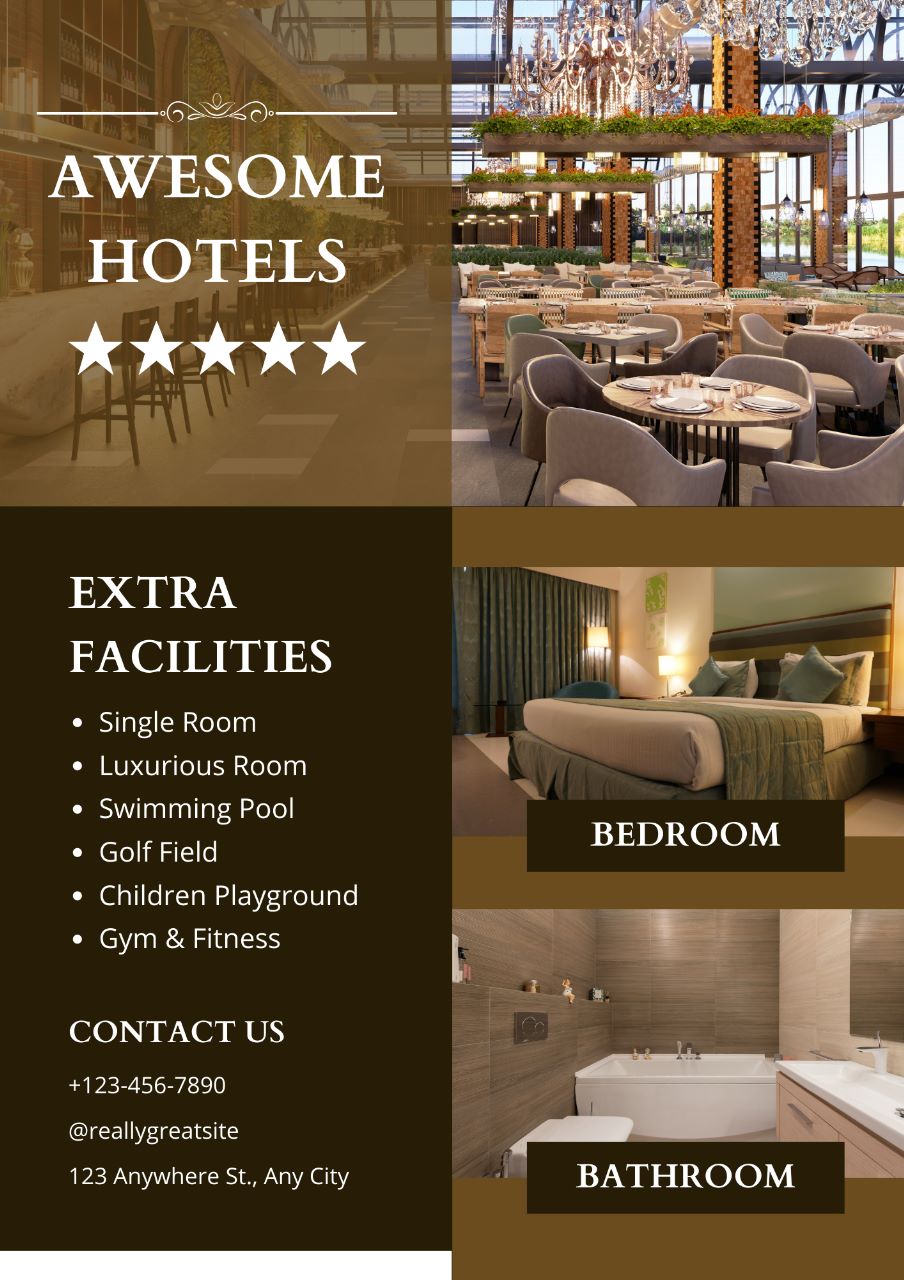 AWESOME
HOTELS
EXTRA
FACILITIES
• Single Room
• Luxurious Room
• Swimming Pool
• Golf Field
• Children Playground
• Gym & Fitness
CONTACT US
+123-456-7890
@reallygreatsite
123 Anywhere St., Any City
BEDROOM
BATHROOM